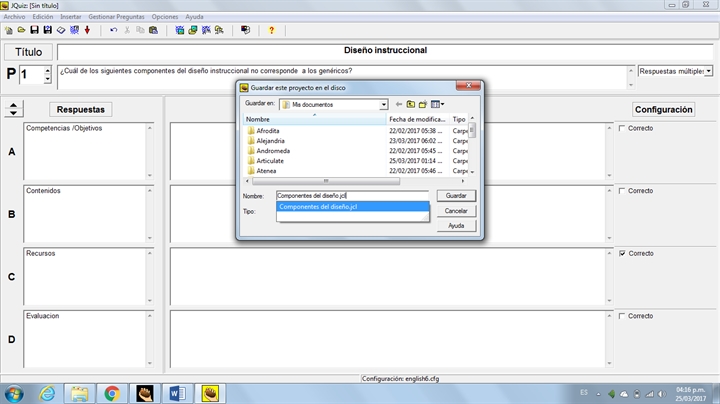 JQuiz: [Sin título]
Archivo Edición Insertar Gestionar Preguntas Opciones Ayuda
Título
Diseño instruccional
P 1
¿Cuál de los siguientes componentes del diseño instruccional no corresponde a los genéricos?
Respuestas múltiples
Respuestas
Configuración
A
Competencias /Objetivos
Correcto
B
Contenidos
Correcto
C
Recursos
Correcto
D
Evaluacion
Correcto
Guardar este proyecto en el disco
Guardar en: Mis documentos
Nombre Fecha de modifica... Tipo
Afrodita 22/02/2017 05:38 ... Carpe
Alejandria 23/03/2017 06:02 ... Carpe
Andromeda 22/02/2017 05:45 ... Carpe
Articulate 25/03/2017 01:14 ... Carpe
Atenea 22/02/2017 05:46 ... Carpe
Nombre: Componentes del diseño.jcl Guardar
Componentes del diseño.jcl
Tipo: Cancelar
Ayuda
Configuración: english6.cfg
ES
04:16 p.m.
25/03/2017